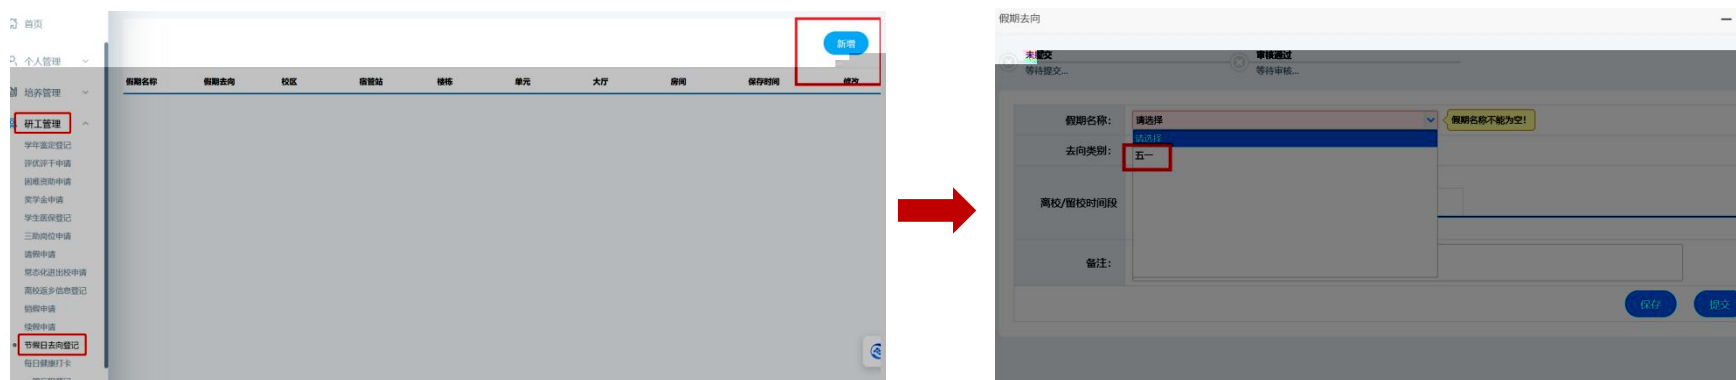 首页
个人管理
培养管理
研工管理
学年鉴定登记
评优评干申请
困难资助申请
奖学金申请
学生医保登记
三助岗位申请
请假申请
常态化进出校申请
离校返乡信息登记
销假申请
续假申请
节假日去向登记
每日健康打卡
新增
假期名称 假期去向 校区 宿管站 楼栋 单元 大厅 房间 保存时间 修改
假期去向
未提交 审核通过
等待提交... 等待审核...
假期名称: 请选择 假期名称不能为空!
请选择
去向类别: 五一
离校/留校时间段
备注:
保存 提交